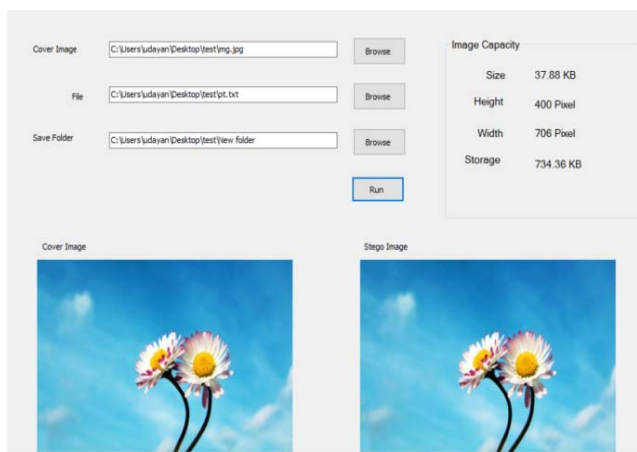 Cover Image C:\Users\udayan\Desktop\test\mg.jpg Browse
File C:\Users\udayan\Desktop\test\pt.txt Browse
Save Folder C:\Users\udayan\Desktop\test\New folder Browse
Run
Image Capacity
Size 37.88 KB
Height 400 Pixel
Width 706 Pixel
Storage 734.36 KB
Cover Image Stego Image